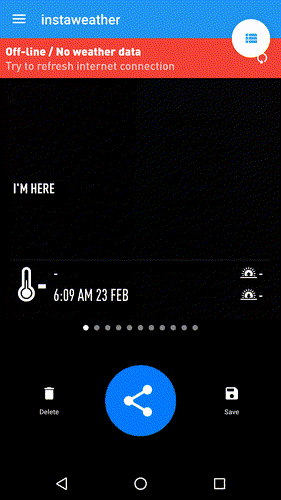 instaweather
Off-line / No weather data
Try to refresh internet connection
I'M HERE
-
-
-
6:09 AM 23 FEB
-
Delete
Save